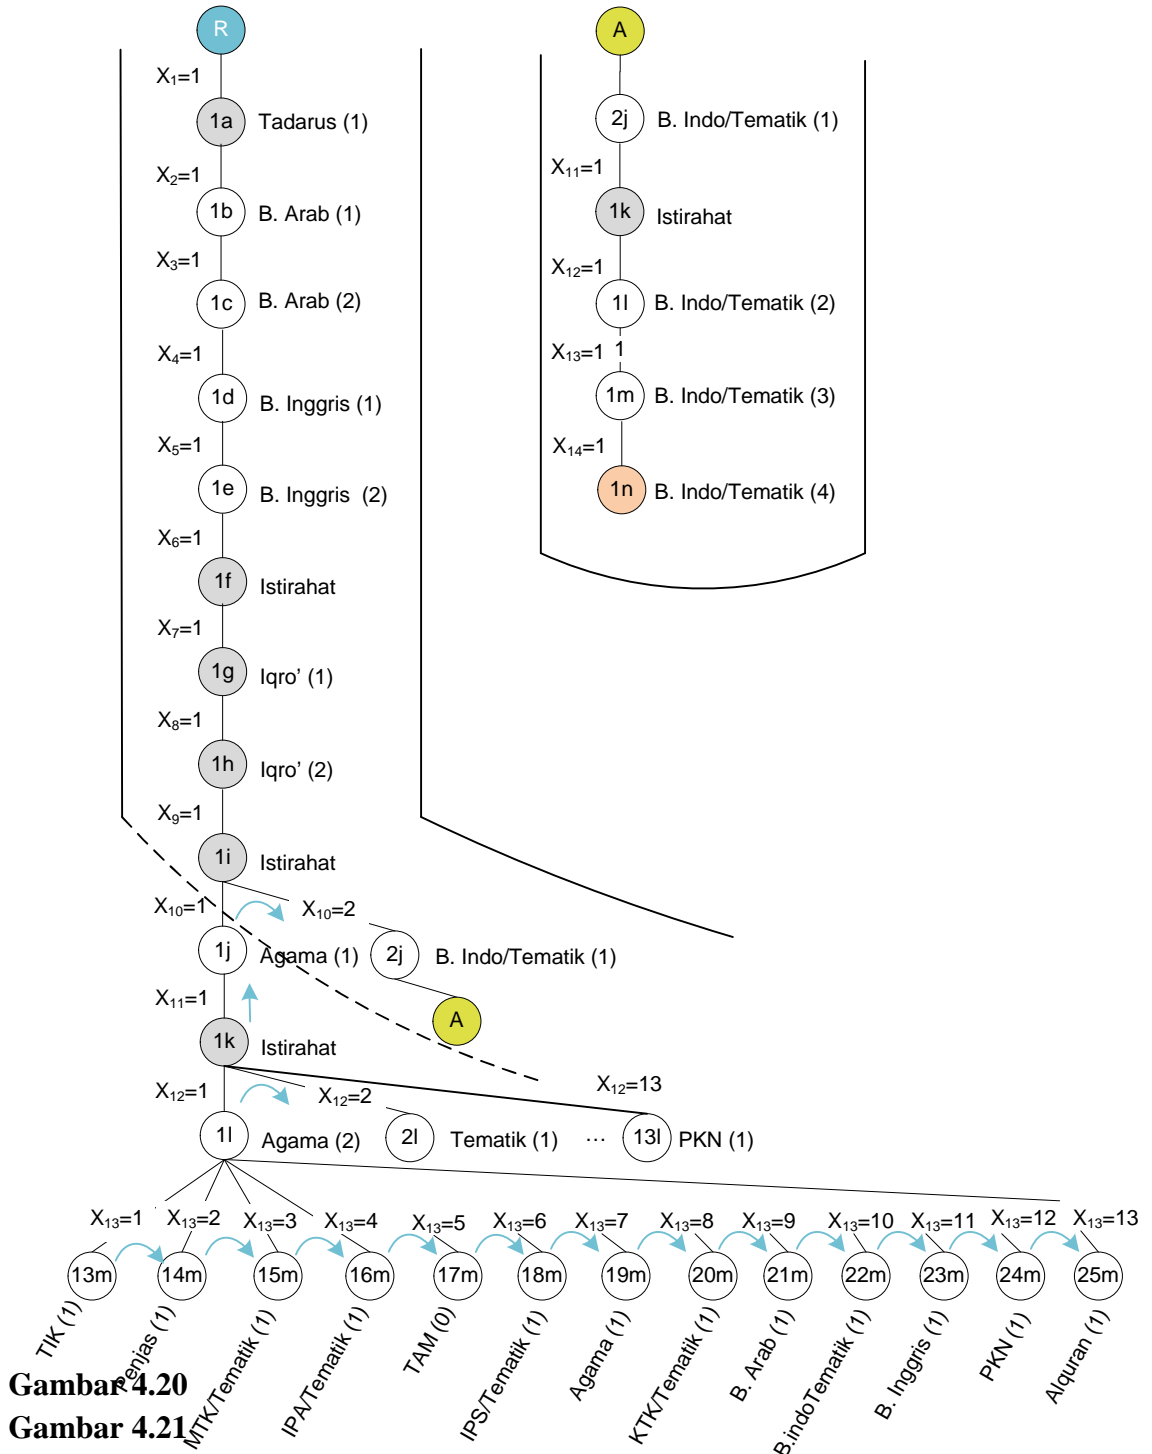 R
X1=1
1a Tadarus (1)
X2=1
1b B. Arab (1)
X3=1
1c B. Arab (2)
X4=1
1d B. Inggris (1)
X5=1
1e B. Inggris (2)
X6=1
1f Istirahat
X7=1
1g Iqro' (1)
X8=1
1h Iqro' (2)
X9=1
1i Istirahat
X10=1 X10=2
1j Agama (1) 2j B. Indo/Tematik (1)
A
X11=1
1k Istirahat
X12=1 X12=2 X12=13
1l Agama (2) 2l Tematik (1) ... 13l PKN (1)
X13=1 X13=2 X13=3 X13=4 X13=5 X13=6 X13=7 X13=8 X13=9 X13=10 X13=11 X13=12 X13=13
13m 14m 15m 16m 17m 18m 19m 20m 21m 22m 23m 24m 25m
TIK (1)
Penjas (1)
MTK/Tematik (1)
IPA/Tematik (1)
TAM (0)
IPS/Tematik (1)
Agama (1)
KTK/Tematik (1)
B. Arab (1)
B.indoTematik (1)
B. Inggris (1)
PKN (1)
Alquran (1)
A
2j B. Indo/Tematik (1)
X11=1
1k Istirahat
X12=1
1l B. Indo/Tematik (2)
X13=1 1
1m B. Indo/Tematik (3)
X14=1
1n B. Indo/Tematik (4)
Gambar 4.20
Gambar 4.21